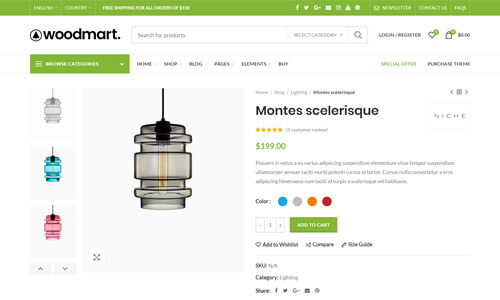 ENGLISH COUNTRY FREE SHIPPING FOR ALL ORDERS OF $150 NEWSLETTER CONTACT US FAQS
woodmart. Search for products SELECT CATEGORY LOGIN / REGISTER 0 0 $0.00
BROWSE CATEGORIES HOME SHOP BLOG PAGES ELEMENTS BUY SPECIAL OFFER PURCHASE THEME
Home / Shop / Lighting / Montes scelerisque
Montes scelerisque
NICHE
(1 customer review)
$199.00
Posuere in netus a eu varius adipiscing suspendisse elementum vitae tempor suspendisse
ullamcorper aenean taciti morbi potenti cursus id tortor. Cursus nulla consectetur a eros
adipiscing himenaeos nam taciti id turpis a scelerisque vel habitasse.
Color:
- 1 + ADD TO CART
Add to Wishlist Compare Size Guide
SKU: N/A
Category: Lighting
Share: